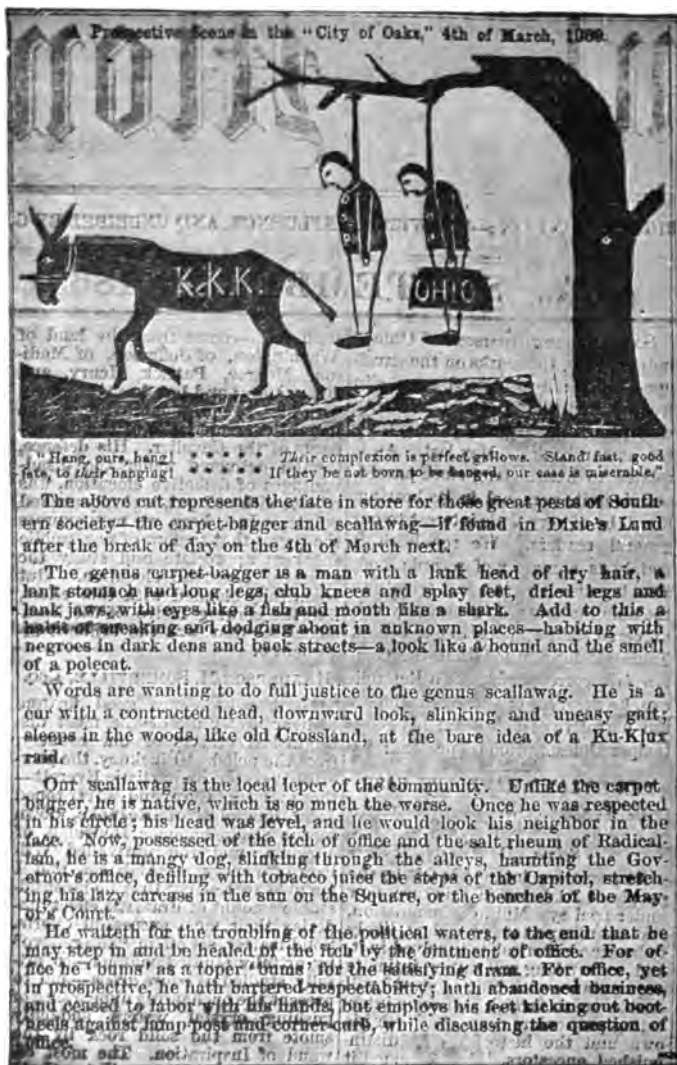 A Prospective Scene in the "City of Oaks," 4th of March, 1869.
K.K.K.
OHIO
"Hang, curs, hang! * * * * * Their complexion is perfect gallows. Stand fast, good
fate, to their hanging! * * * * * If they be not born to be hanged, our case is miserable."
The above cut represents the fate in store for those great pests of South-
ern society—the carpet-bagger and scallawag—if found in Dixie's Land
after the break of day on the 4th of March next.
The genus carpet-bagger is a man with a lank head of dry hair, a
lank stomach and long legs, club knees and splay feet, dried legs and
lank jaws, with eyes like a fish and mouth like a shark. Add to this a
habit of sneaking and dodging about in unknown places—habiting with
negroes in dark dens and back streets—a look like a hound and the smell
of a polecat.
Words are wanting to do full justice to the genus scallawag. He is a
cur with a contracted head, downward look, slinking and uneasy gait;
sleeps in the woods, like old Crossland, at the bare idea of a Ku-Klux
raid.
Our scallawag is the local leper of the community. Unlike the carpet
bagger, he is native, which is so much the worse. Once he was respected
in his circle; his head was level, and he would look his neighbor in the
face. Now, possessed of the itch of office and the salt rheum of Radical-
ism, he is a mangy dog, slinking through the alleys, haunting the Gov-
ernor's office, defiling with tobacco juice the steps of the Capitol, stretch-
ing his lazy carcass in the sun on the Square, or the benches of the May-
or's Court.
He waiteth for the troubling of the political waters, to the end that he
may step in and be healed of the itch by the ointment of office. For of-
fice he 'bums' as a toper 'bums' for the satisfying dram. For office, yet
in prospective, he hath bartered respectability; hath abandoned business,
and ceased to labor with his hands, but employs his feet kicking out boot-
heels against lamp-post and corner-curb, while discussing the question of
office.